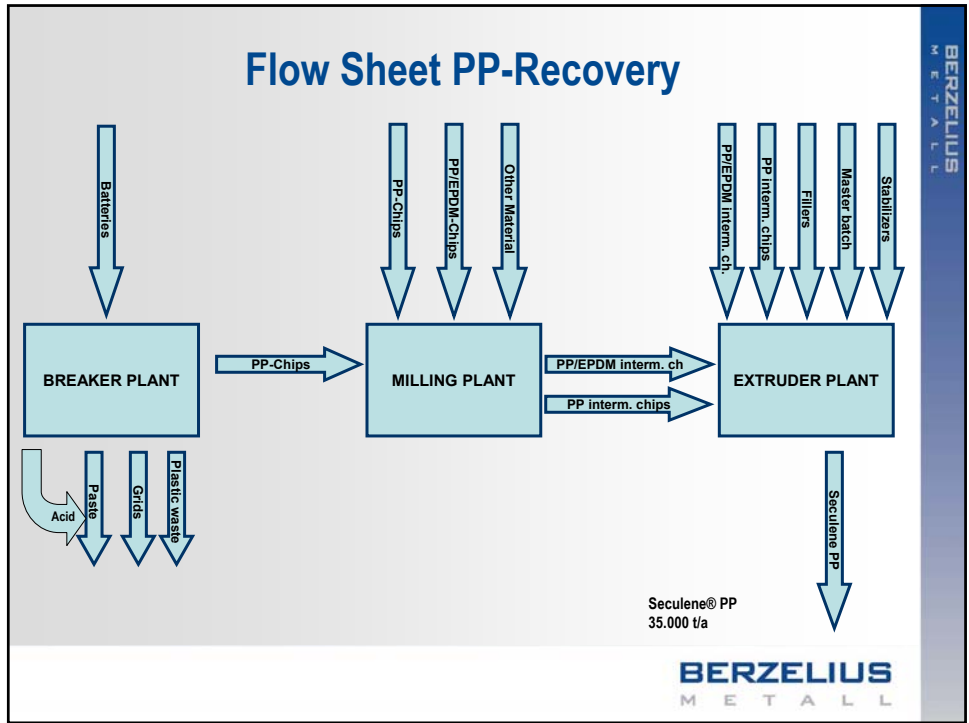 Flow Sheet PP-Recovery
BERZELIUS
METALL
Batteries
PP-Chips
PP/EPDM-Chips
Other Material
PP/EPDM interm. ch.
PP interm. chips
Fillers
Master batch
Stabilizers
BREAKER PLANT
PP-Chips
MILLING PLANT
PP/EPDM interm. ch
PP interm. chips
EXTRUDER PLANT
Acid
Paste
Grids
Plastic waste
Seculene PP
Seculene® PP
35.000 t/a
BERZELIUS
METALL